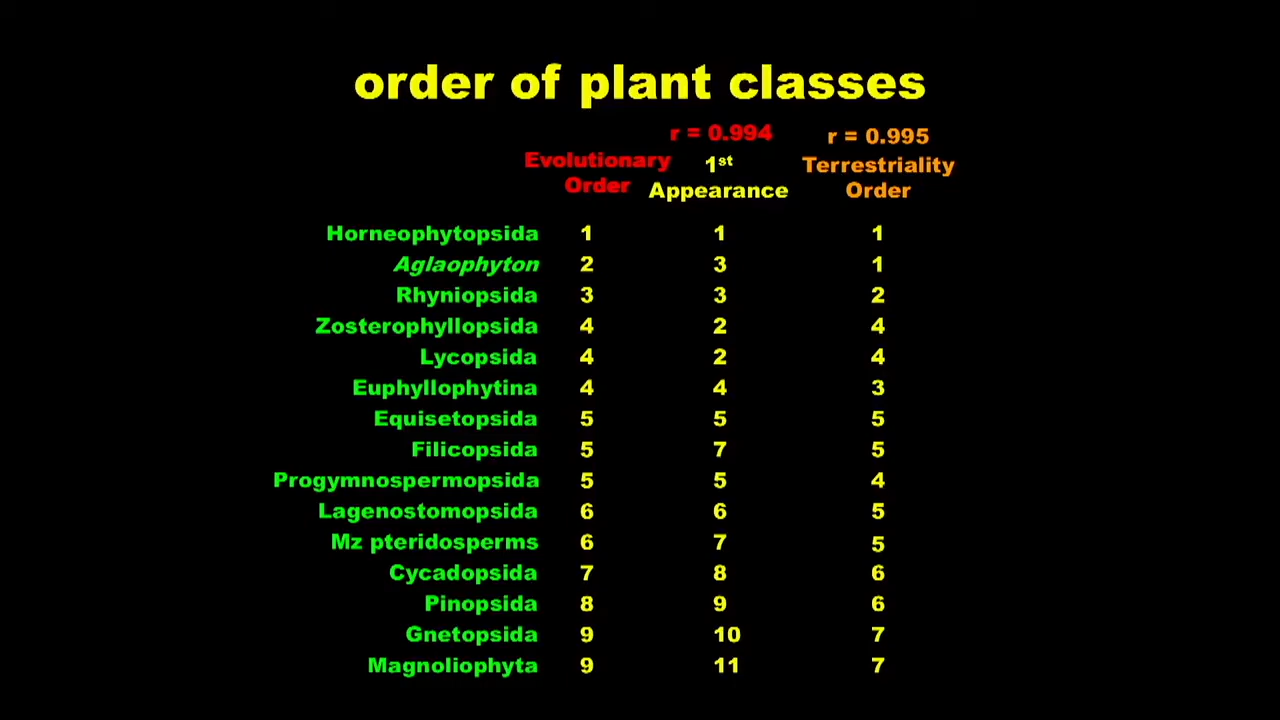 order of plant classes
r = 0.994 r = 0.995
Evolutionary Order 1st Appearance Terrestriality Order
Horneophytopsida 1 1 1
Aglaophyton 2 3 1
Rhyniopsida 3 3 2
Zosterophyllopsida 4 2 4
Lycopsida 4 2 4
Euphyllophytina 4 4 3
Equisetopsida 5 5 5
Filicopsida 5 7 5
Progymnospermopsida 5 5 4
Lagenostomopsida 6 6 5
Mz pteridosperms 6 7 5
Cycadopsida 7 8 6
Pinopsida 8 9 6
Gnetopsida 9 10 7
Magnoliophyta 9 11 7